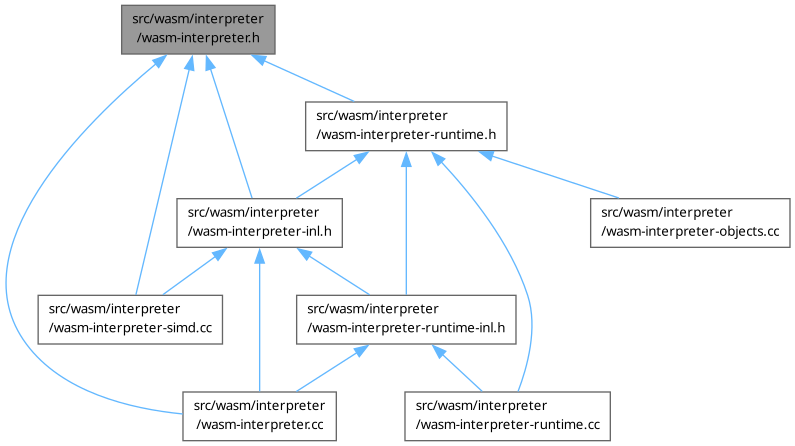 src/wasm/interpreter
/wasm-interpreter.h
src/wasm/interpreter
/wasm-interpreter-runtime.h
src/wasm/interpreter
/wasm-interpreter-inl.h
src/wasm/interpreter
/wasm-interpreter-objects.cc
src/wasm/interpreter
/wasm-interpreter-simd.cc
src/wasm/interpreter
/wasm-interpreter-runtime-inl.h
src/wasm/interpreter
/wasm-interpreter.cc
src/wasm/interpreter
/wasm-interpreter-runtime.cc